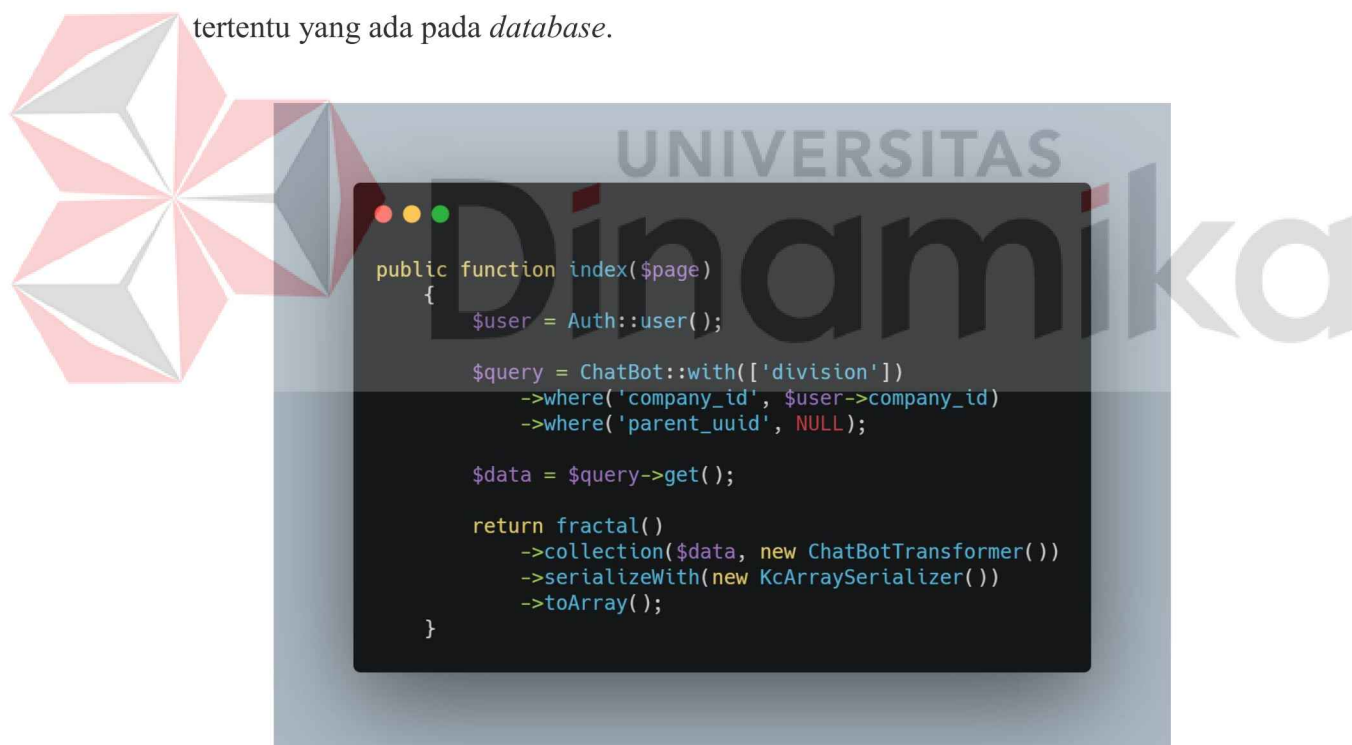 tertentu yang ada pada database.
UNIVERSITAS
Dinamika
public function index($page)
    {
        $user = Auth::user();
        $query = ChatBot::with(['division'])
            ->where('company_id', $user->company_id)
            ->where('parent_uuid', NULL);
        $data = $query->get();
        return fractal()
            ->collection($data, new ChatBotTransformer())
            ->serializeWith(new KcArraySerializer())
            ->toArray();
    }